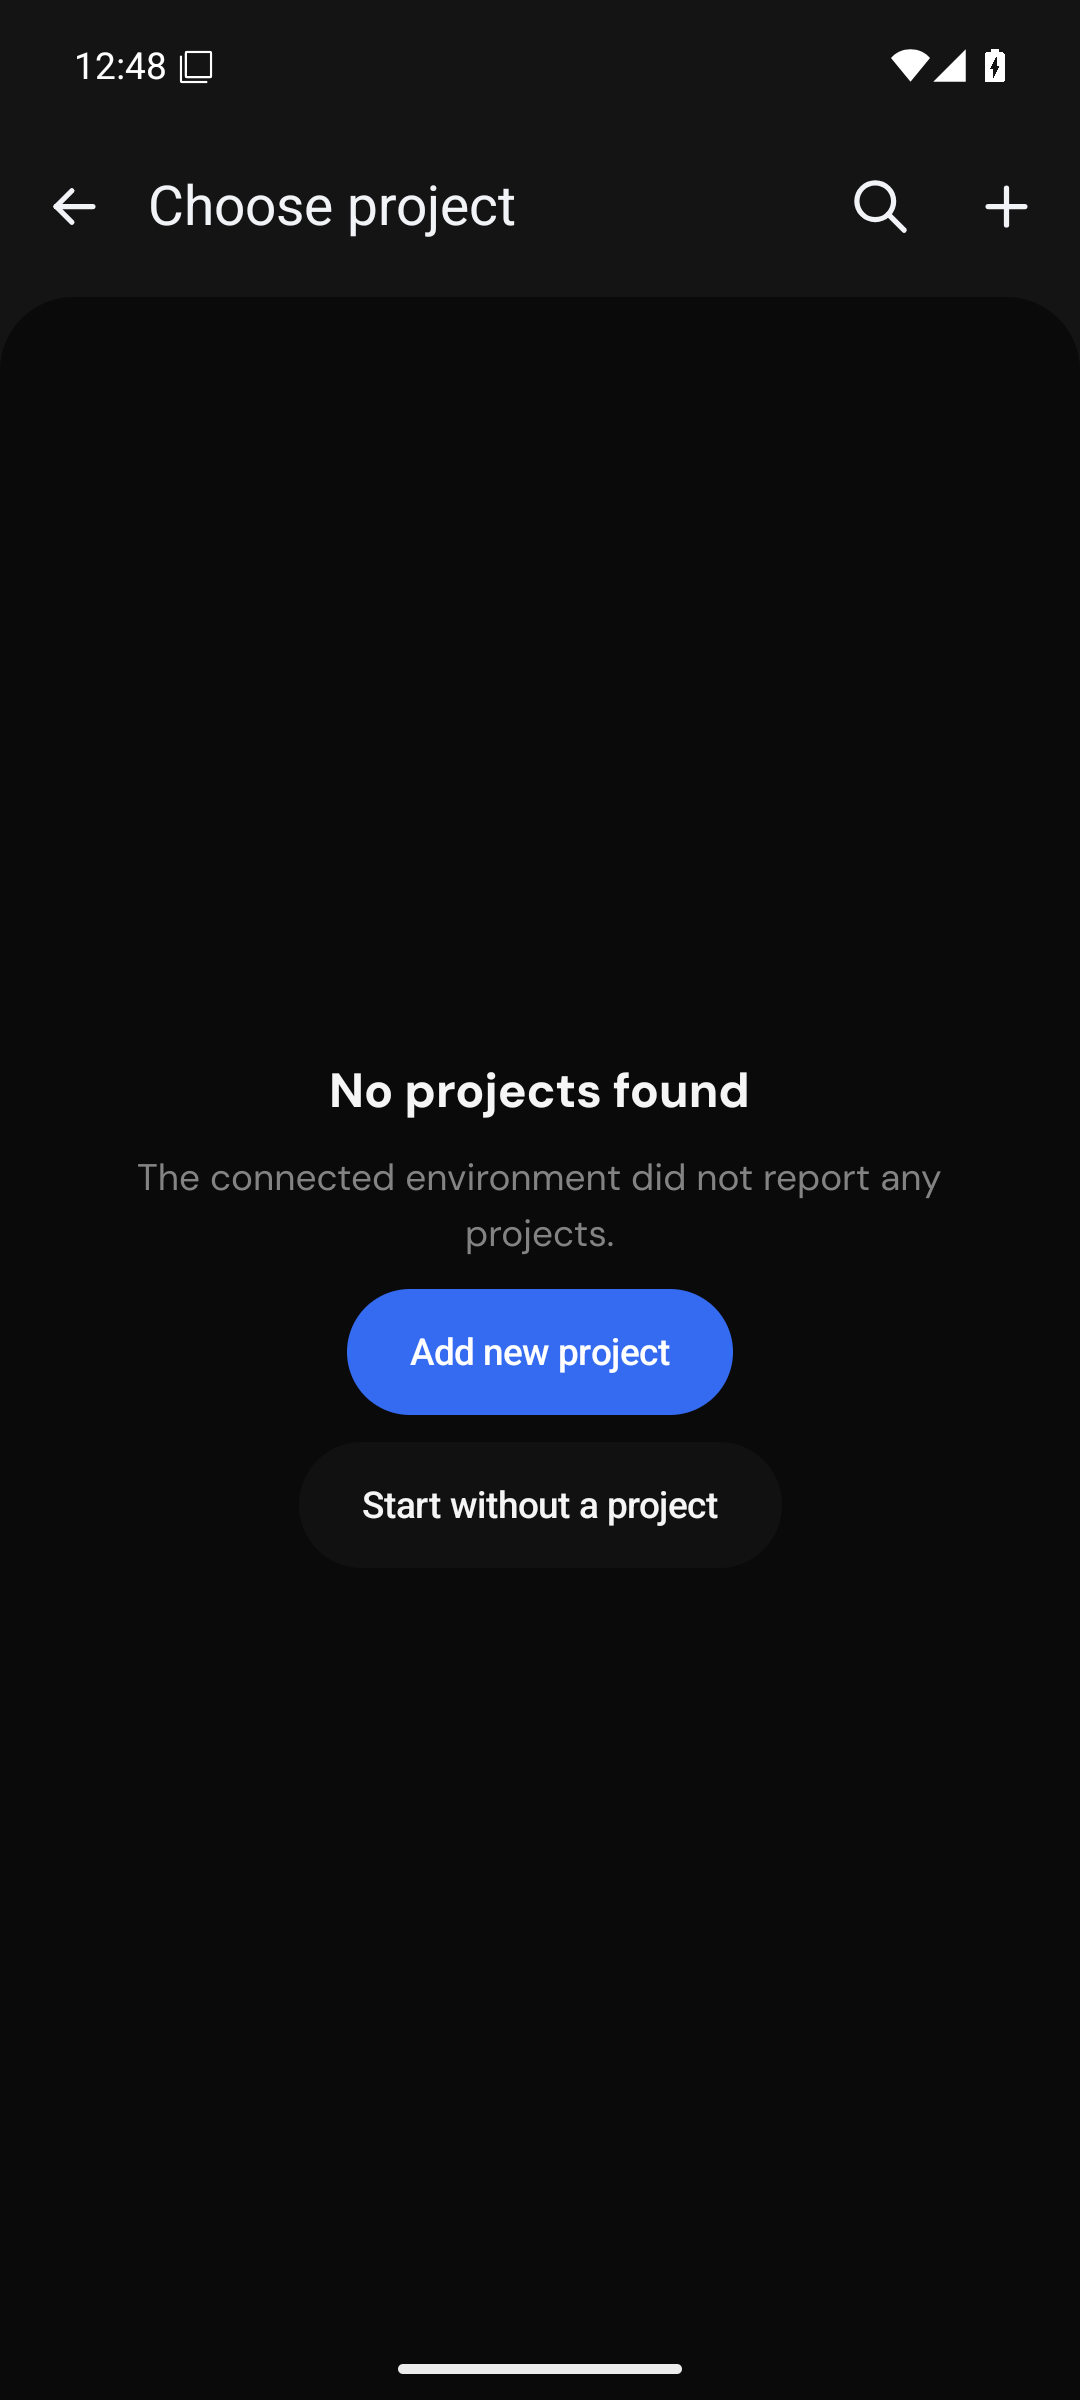 12:48
Choose project
No projects found
The connected environment did not report any
projects.
Add new project
Start without a project